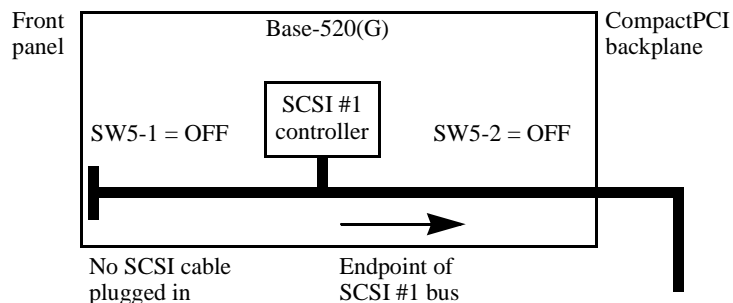 Front
panel
Base-520(G)
CompactPCI
backplane
SCSI #1
controller
SW5-1 = OFF
SW5-2 = OFF
No SCSI cable
plugged in
Endpoint of
SCSI #1 bus